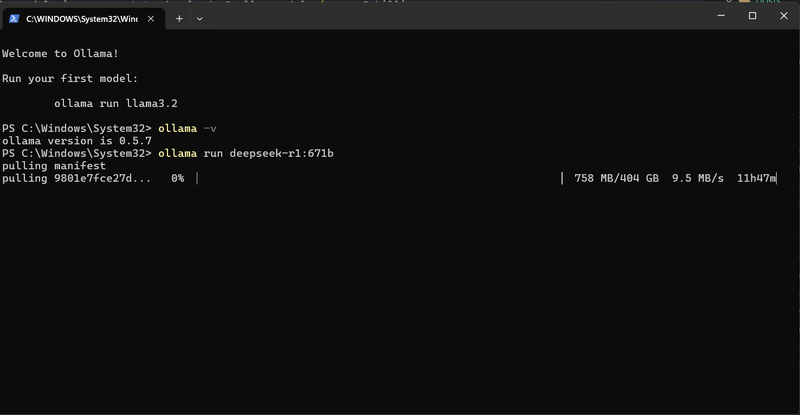 C:\WINDOWS\System32\Wind
Welcome to Ollama!
Run your first model:
ollama run llama3.2
PS C:\Windows\System32> ollama -v
ollama version is 0.5.7
PS C:\Windows\System32> ollama run deepseek-r1:671b
pulling manifest
pulling 9801e7fce27d... 0% 758 MB/404 GB 9.5 MB/s 11h47m